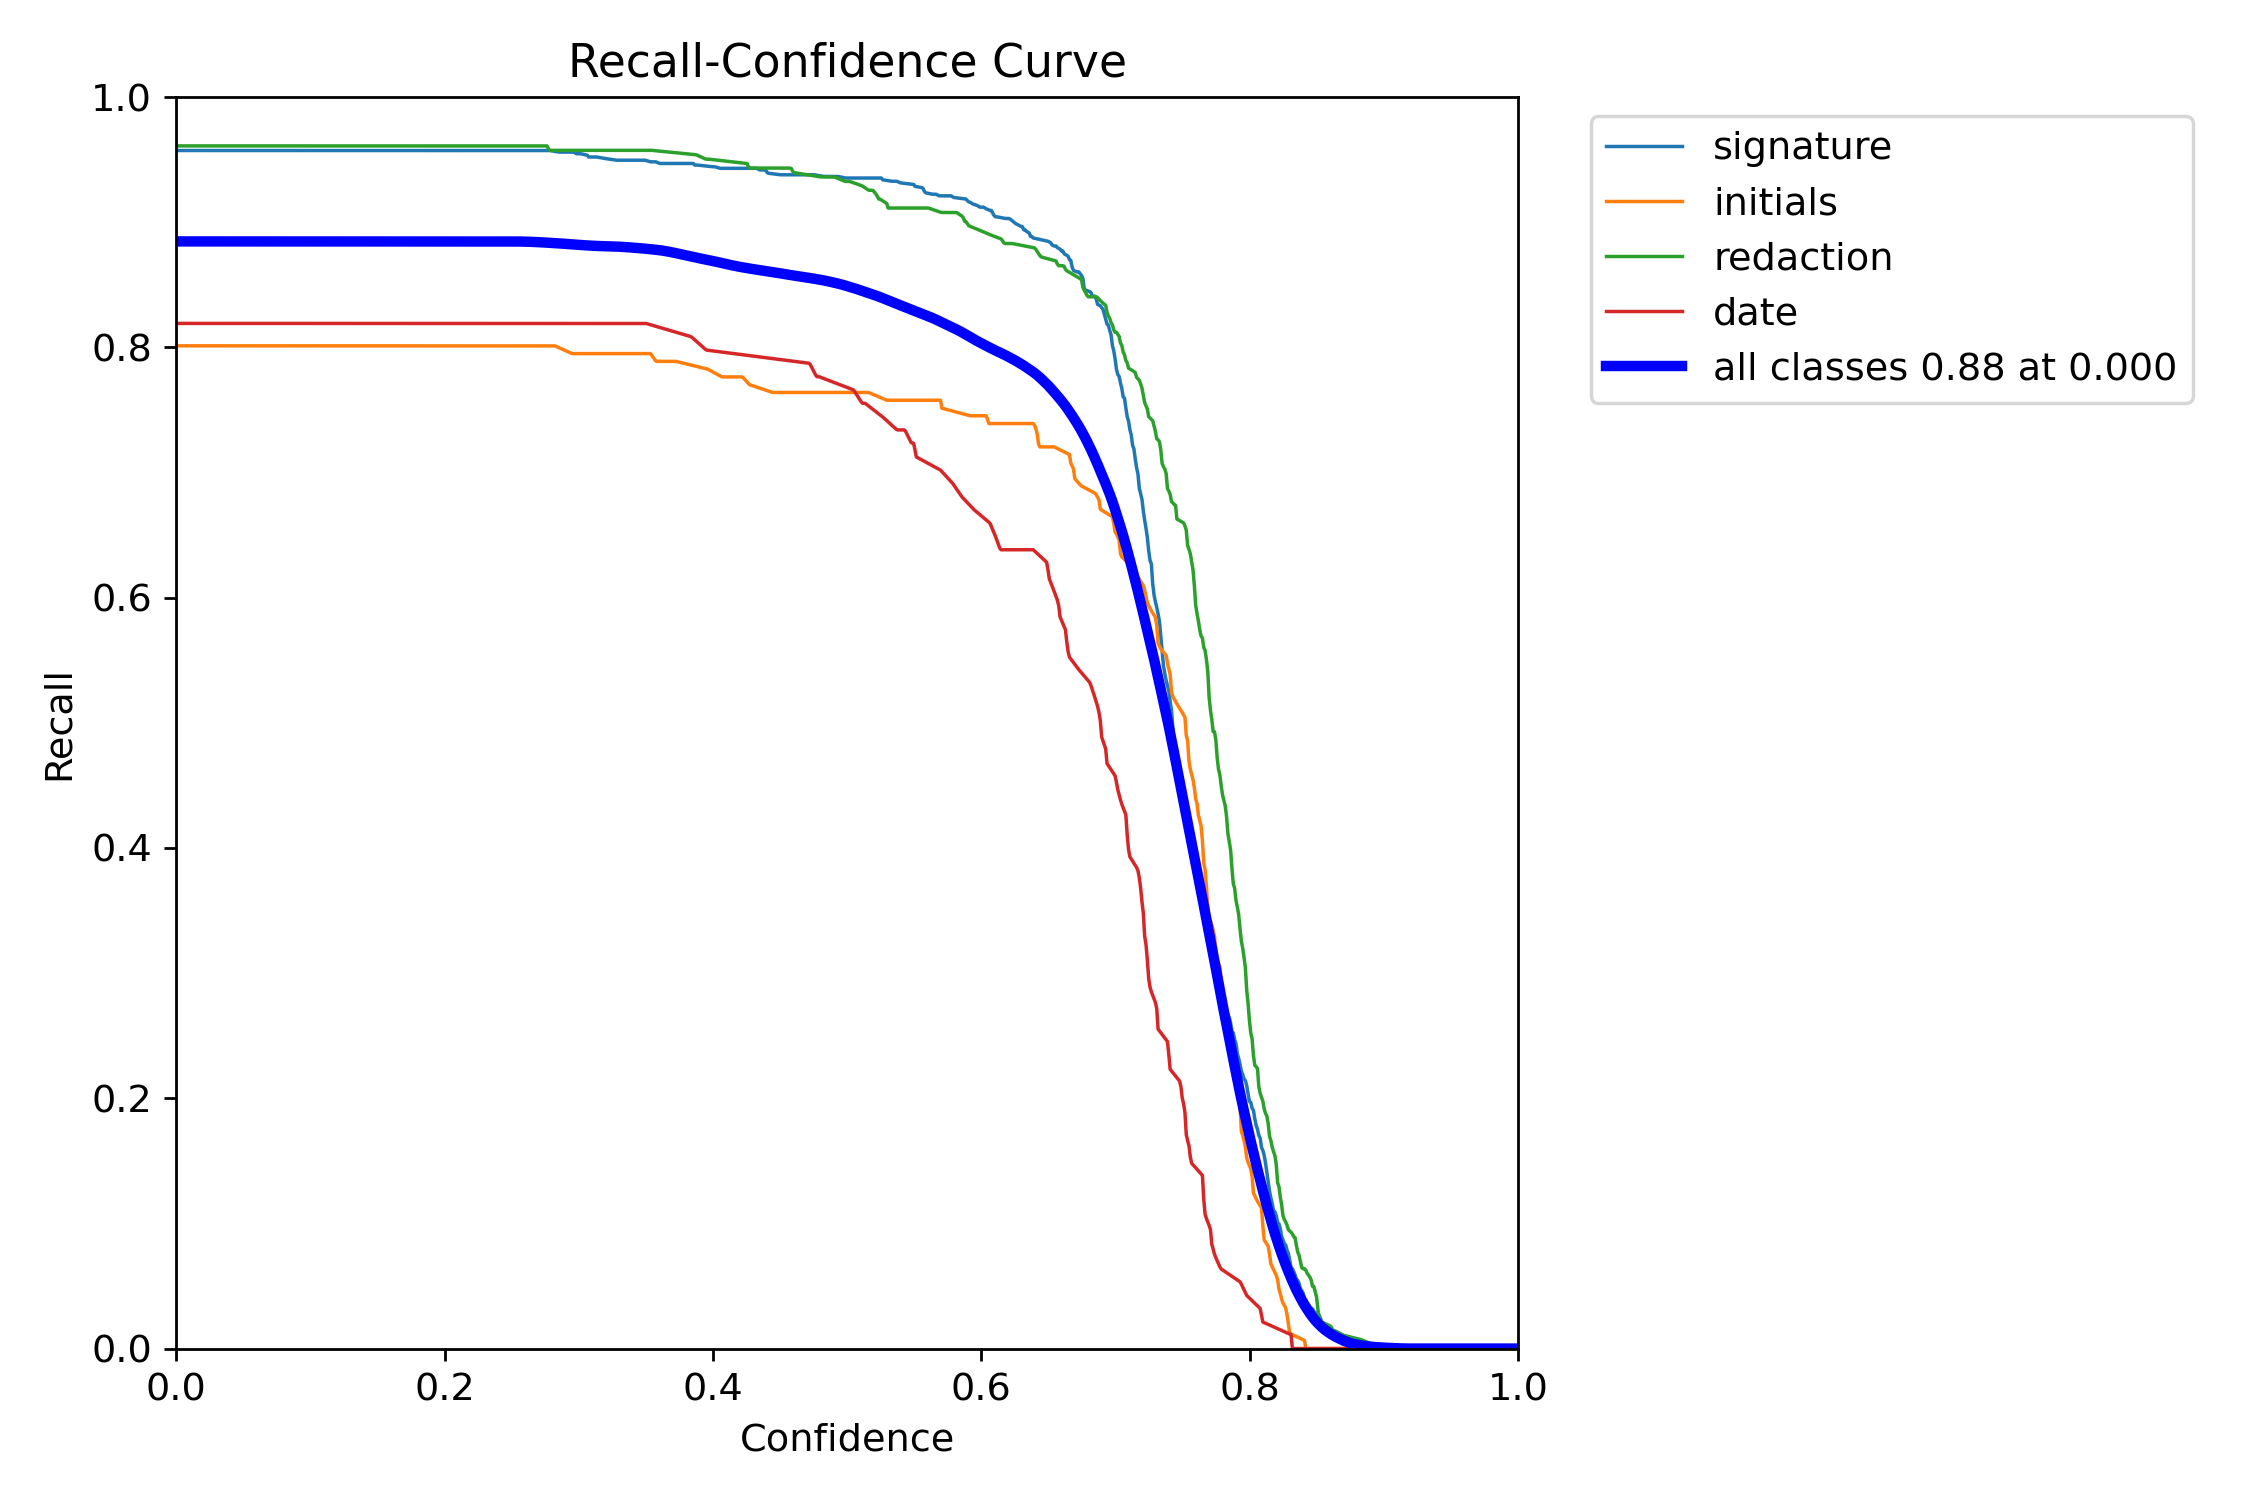 Recall-Confidence Curve
1.0
0.8
0.6
0.4
0.2
0.0
Recall
0.0 0.2 0.4 0.6 0.8 1.0
Confidence
signature
initials
redaction
date
all classes 0.88 at 0.000